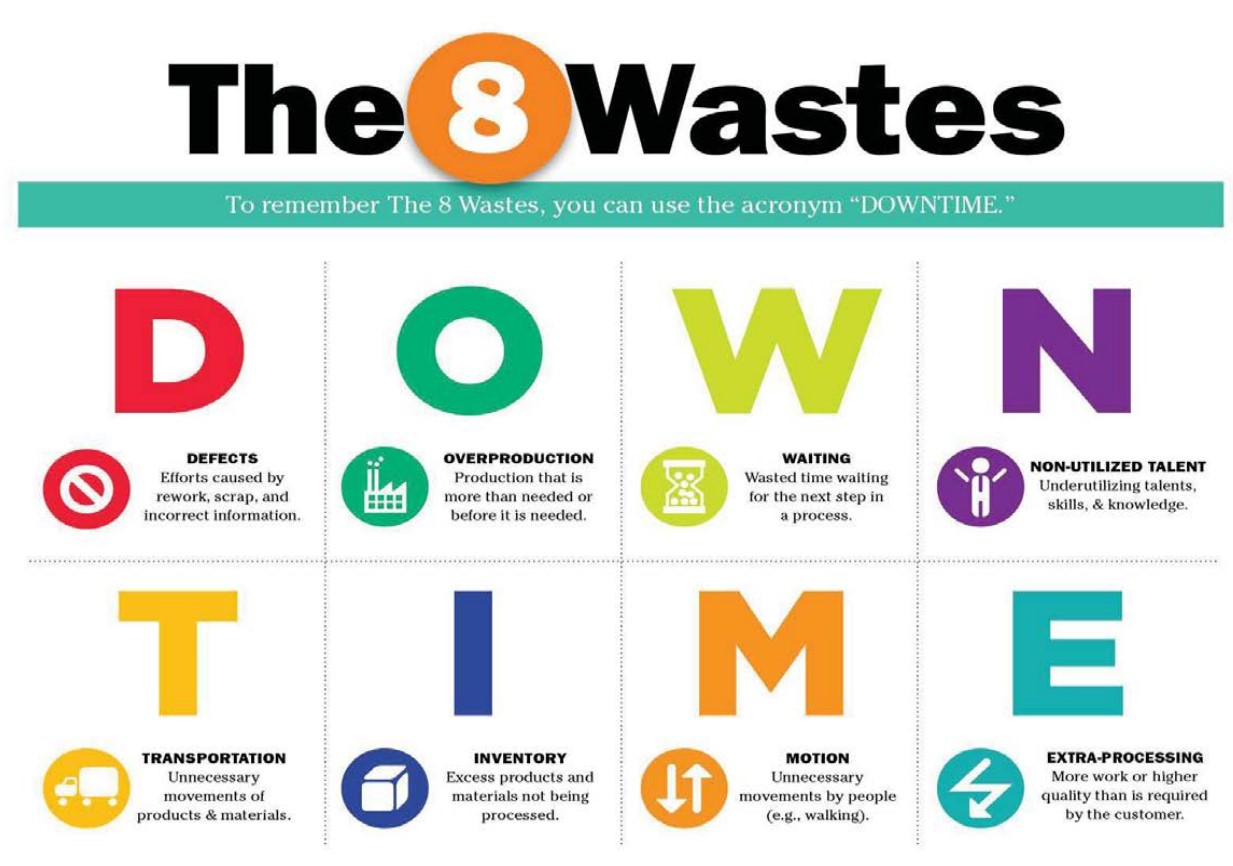 The 8 Wastes
To remember The 8 Wastes, you can use the acronym “DOWNTIME.”
D
DEFECTS
Efforts caused by
rework, scrap, and
incorrect information.
O
OVERPRODUCTION
Production that is
more than needed or
before it is needed.
W
WAITING
Wasted time waiting
for the next step in
a process.
N
NON-UTILIZED TALENT
Underutilizing talents,
skills, & knowledge.
T
TRANSPORTATION
Unnecessary
movements of
products & materials.
I
INVENTORY
Excess products and
materials not being
processed.
M
MOTION
Unnecessary
movements by people
(e.g., walking).
E
EXTRA-PROCESSING
More work or higher
quality than is required
by the customer.